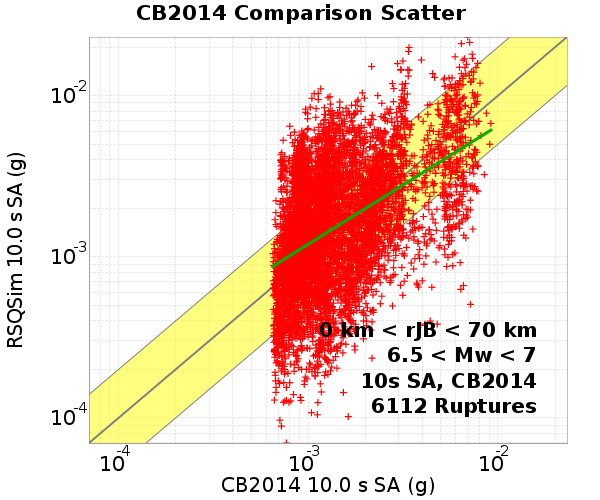 CB2014 Comparison Scatter
RSQSim 10.0 s SA (g)
10-2
10-3
10-4
0 km < rJB < 70 km
6.5 < Mw < 7
10s SA, CB2014
6112 Ruptures
10-4 10-3 10-2
CB2014 10.0 s SA (g)